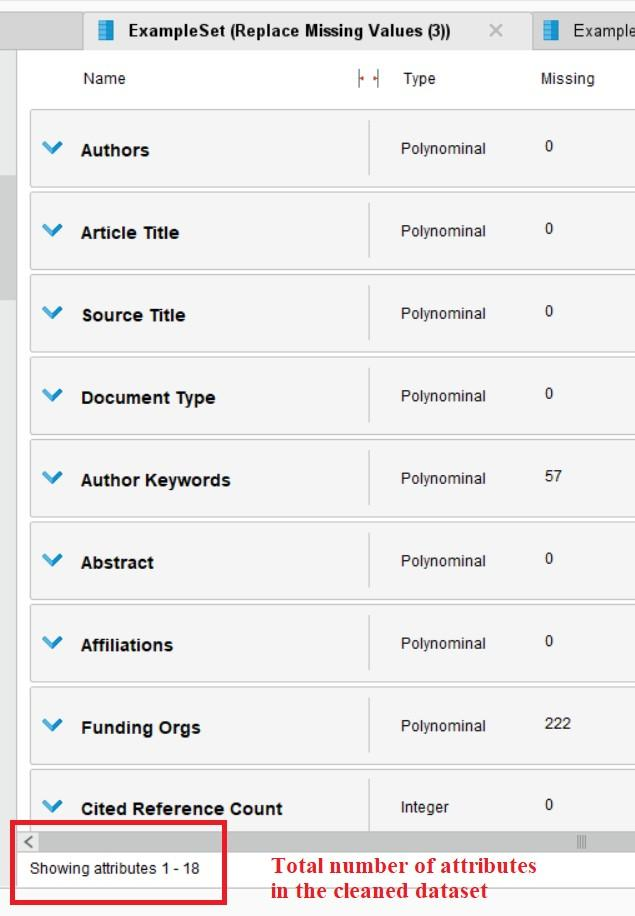 ExampleSet (Replace Missing Values (3))
Example
Name Type Missing
Authors Polynominal 0
Article Title Polynominal 0
Source Title Polynominal 0
Document Type Polynominal 0
Author Keywords Polynominal 57
Abstract Polynominal 0
Affiliations Polynominal 0
Funding Orgs Polynominal 222
Cited Reference Count Integer 0
Showing attributes 1 - 18
Total number of attributes
in the cleaned dataset